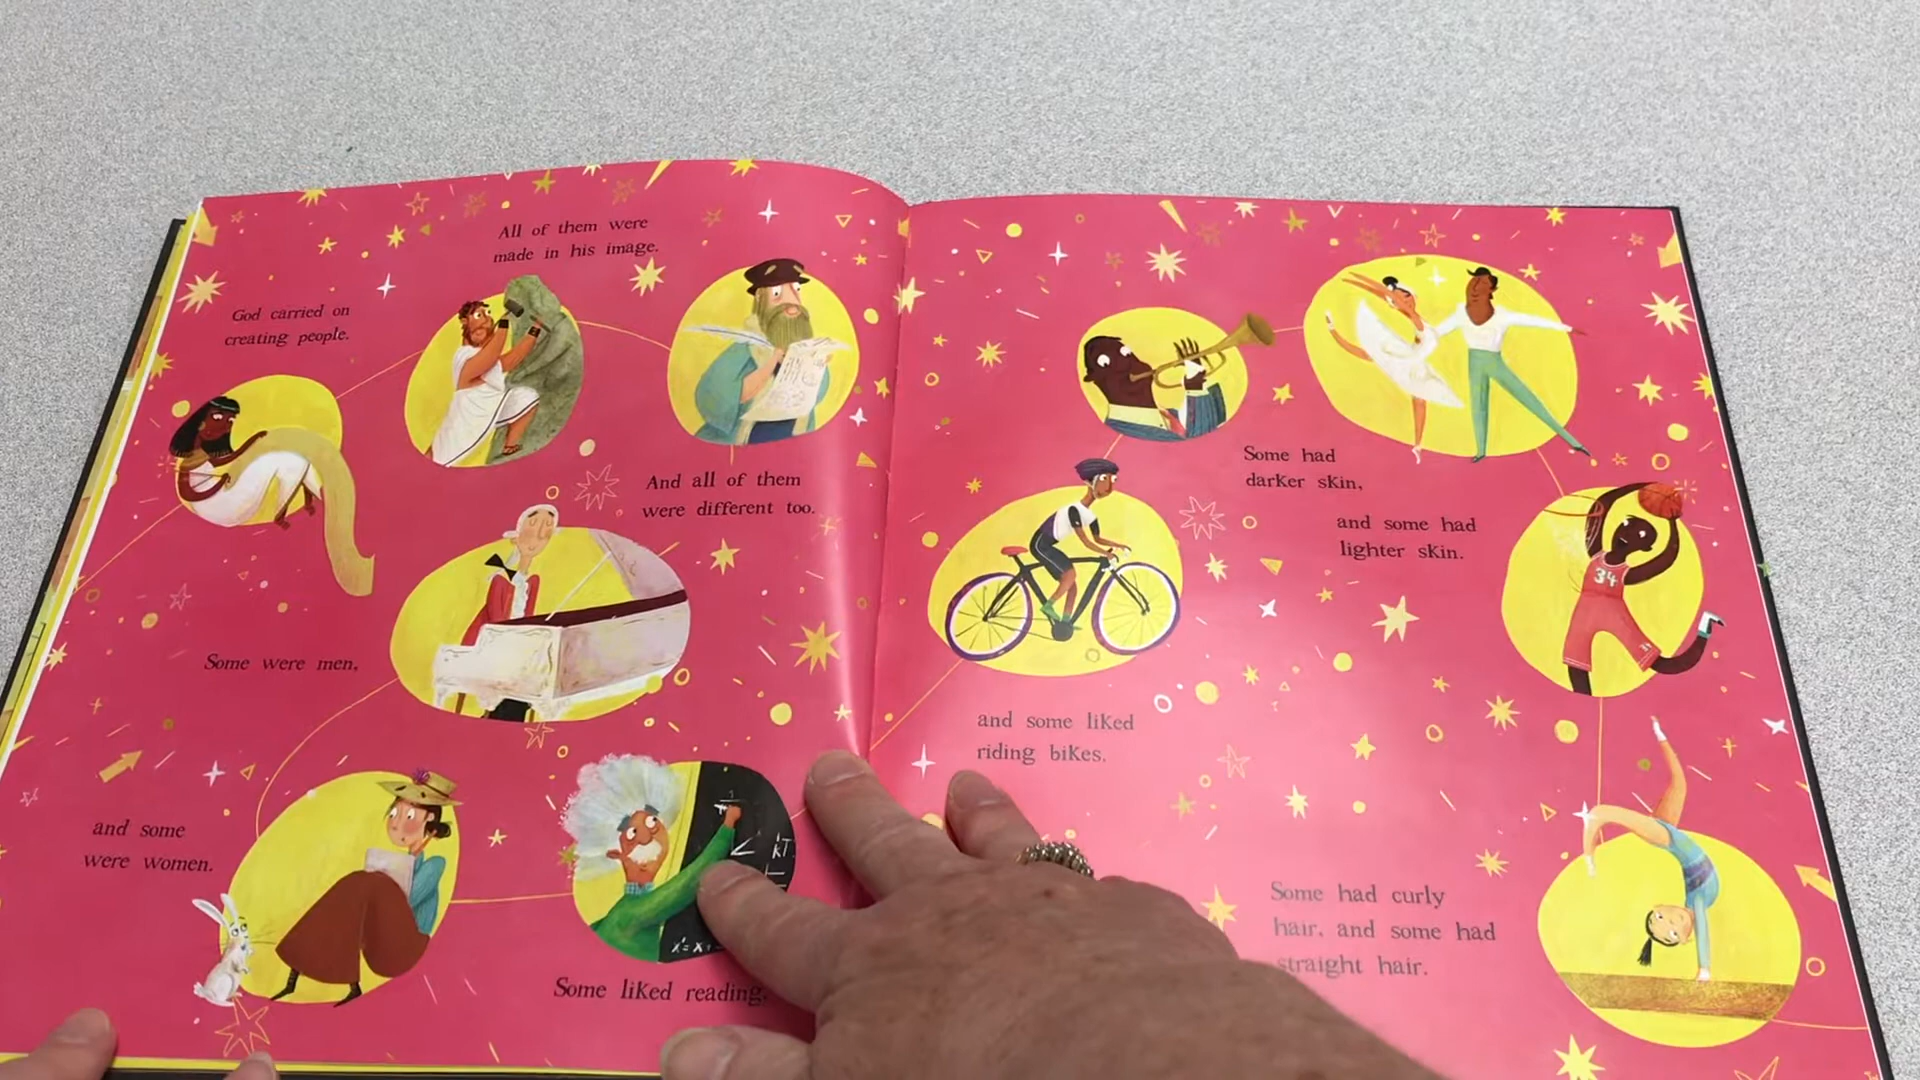 God carried on
creating people.
All of them were
made in his image.
And all of them
were different too.
Some were men,
and some
were women.
Some liked reading,
and some liked
riding bikes.
Some had
darker skin,
and some had
lighter skin.
34
Some had curly
hair, and some had
straight hair.